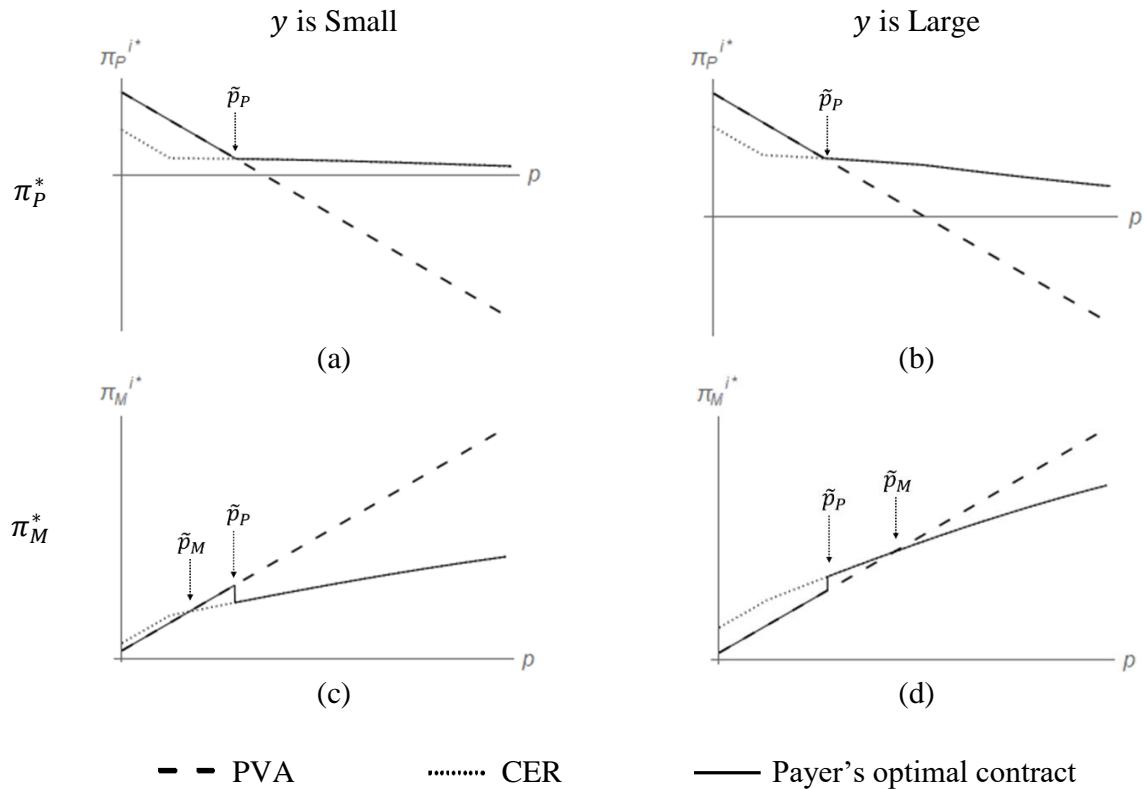 y is Small
y is Large
π_P^{i*}
π_P^{i*}
p̃_P
p̃_P
π_P^*
p
p
(a)
(b)
π_M^{i*}
π_M^{i*}
p̃_M
p̃_P
p̃_P
p̃_M
π_M^*
p
p
(c)
(d)
PVA
CER
Payer's optimal contract